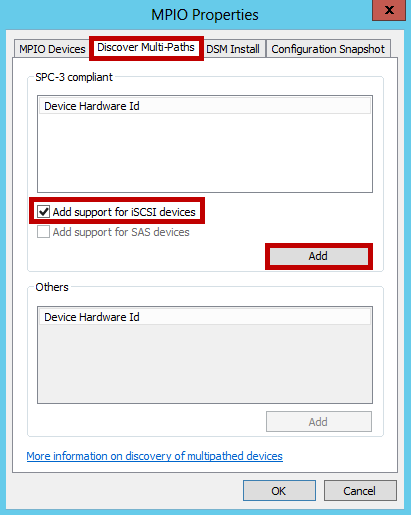 MPIO Properties
x
MPIO Devices Discover Multi-Paths DSM Install Configuration Snapshot
SPC-3 compliant
Device Hardware Id
Add support for iSCSI devices
Add support for SAS devices
Add
Others
Device Hardware Id
Add
More information on discovery of multipathed devices
OK Cancel